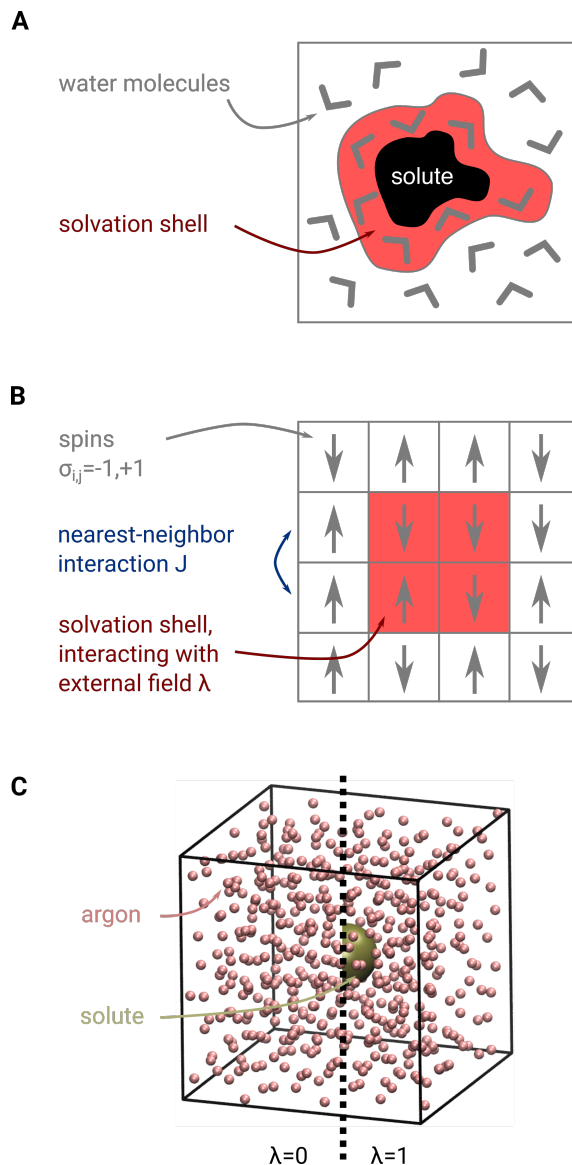 A
water molecules
solute
solvation shell
B
spins
σi,j=-1,+1
nearest-neighbor
interaction J
solvation shell,
interacting with
external field λ
C
argon
solute
λ=0
λ=1